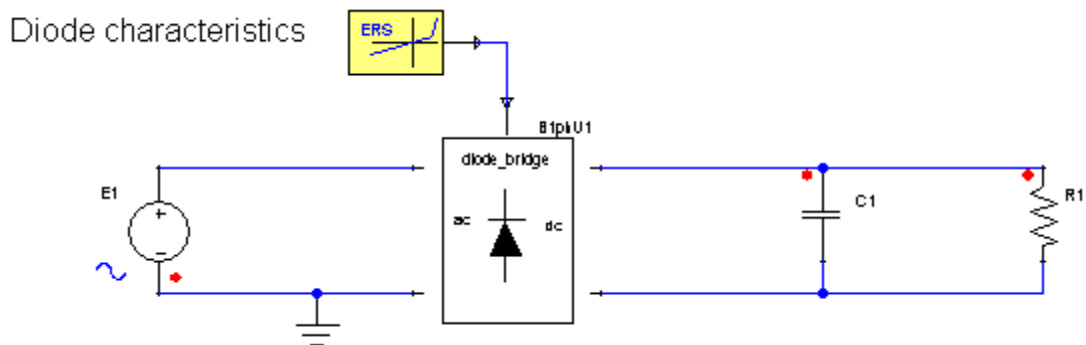 Diode characteristics
ERS
B1phU1
diode_bridge
ac
dc
E1
C1
R1